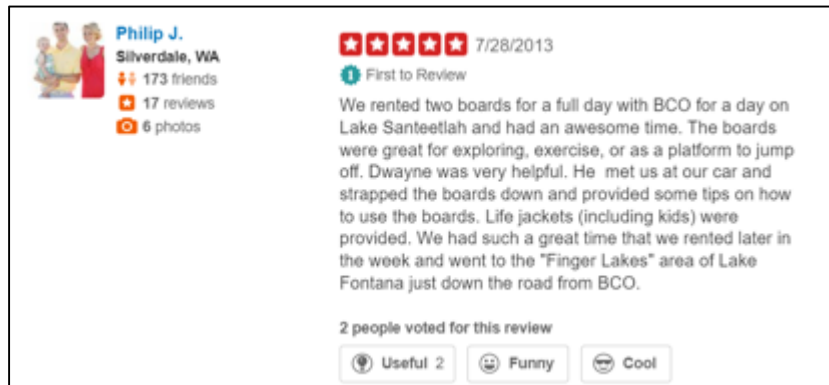 Philip J.
Silverdale, WA
173 friends
17 reviews
6 photos
7/28/2013
First to Review
We rented two boards for a full day with BCO for a day on
Lake Santeetlah and had an awesome time. The boards
were great for exploring, exercise, or as a platform to jump
off. Dwayne was very helpful. He  met us at our car and
strapped the boards down and provided some tips on how
to use the boards. Life jackets (including kids) were
provided. We had such a great time that we rented later in
the week and went to the "Finger Lakes" area of Lake
Fontana just down the road from BCO.
2 people voted for this review
Useful 2
Funny
Cool